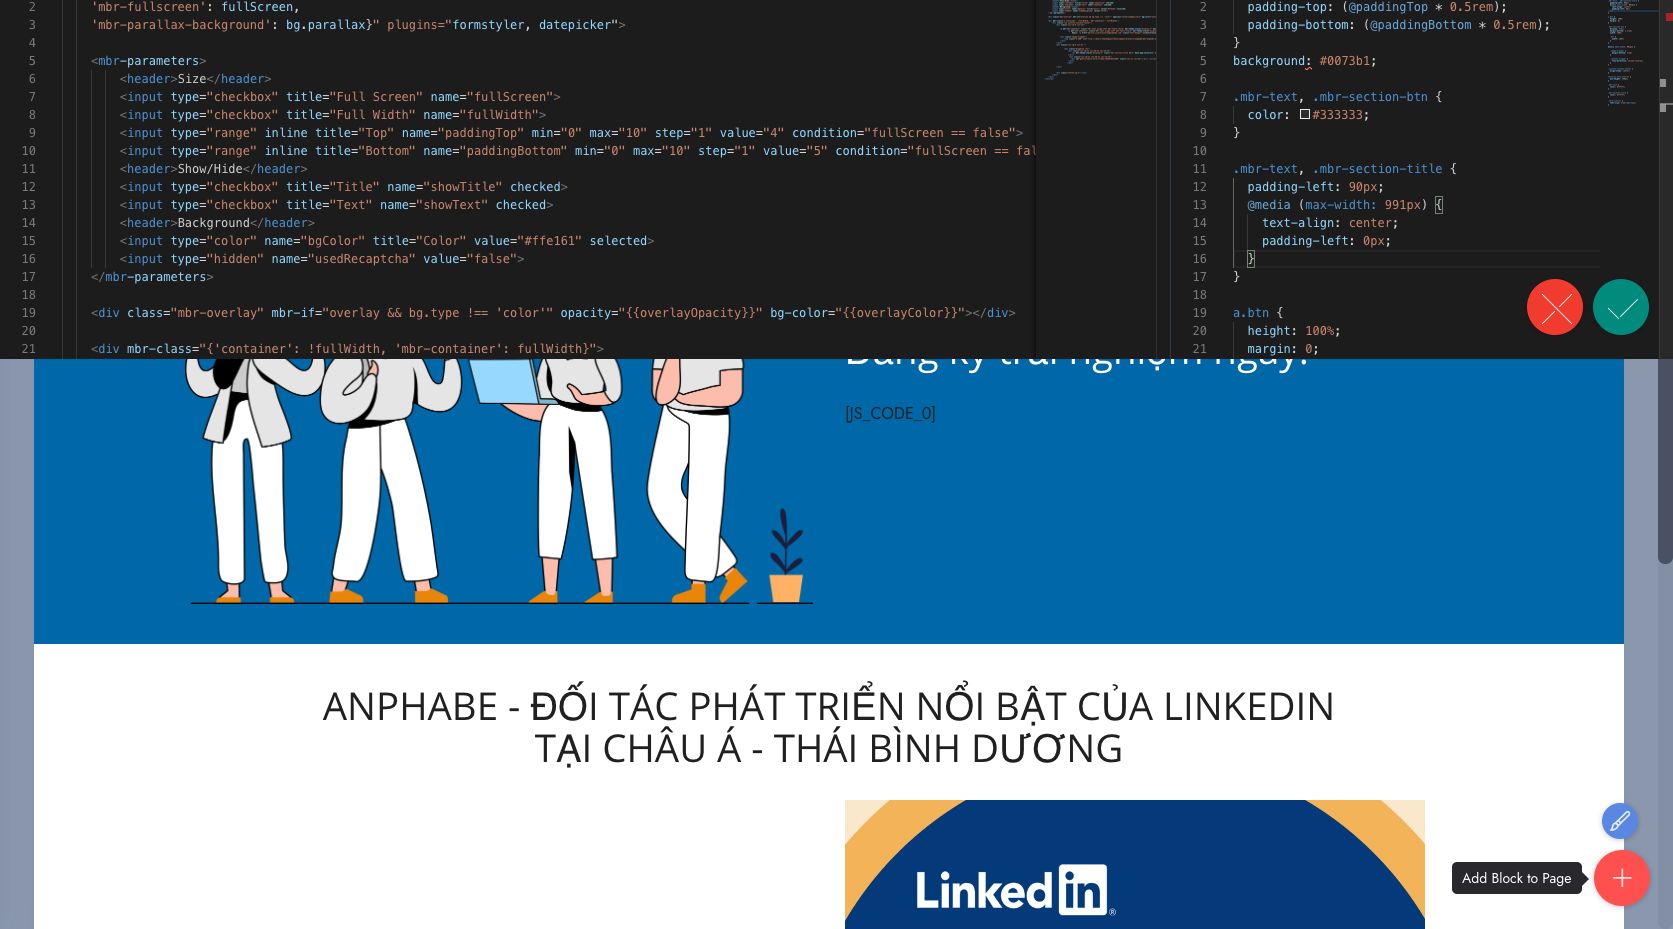 2 'mbr-fullscreen': fullScreen,
3 'mbr-parallax-background': bg.parallax}" plugins="formstyler, datepicker">
4
5 <mbr-parameters>
6 <header>Size</header>
7 <input type="checkbox" title="Full Screen" name="fullScreen">
8 <input type="checkbox" title="Full Width" name="fullWidth">
9 <input type="range" inline title="Top" name="paddingTop" min="0" max="10" step="1" value="4" condition="fullScreen == false">
10 <input type="range" inline title="Bottom" name="paddingBottom" min="0" max="10" step="1" value="5" condition="fullScreen == fal
11 <header>Show/Hide</header>
12 <input type="checkbox" title="Title" name="showTitle" checked>
13 <input type="checkbox" title="Text" name="showText" checked>
14 <header>Background</header>
15 <input type="color" name="bgColor" title="Color" value="#ffe161" selected>
16 <input type="hidden" name="usedRecaptcha" value="false">
17 </mbr-parameters>
18
19 <div class="mbr-overlay" mbr-if="overlay && bg.type !== 'color'" opacity="{{overlayOpacity}}" bg-color="{{overlayColor}}"></div>
20
21 <div mbr-class="{'container': !fullWidth, 'mbr-container': fullWidth}">
2 padding-top: (@paddingTop * 0.5rem);
3 padding-bottom: (@paddingBottom * 0.5rem);
4 }
5 background: #0073b1;
6
7 .mbr-text, .mbr-section-btn {
8 color: #333333;
9 }
10
11 .mbr-text, .mbr-section-title {
12 padding-left: 90px;
13 @media (max-width: 991px) {
14 text-align: center;
15 padding-left: 0px;
16 }
17 }
18
19 a.btn {
20 height: 100%;
21 margin: 0;
Đăng ký trải nghiệm ngay!
[JS_CODE_0]
ANPHABE - ĐỐI TÁC PHÁT TRIỂN NỔI BẬT CỦA LINKEDIN
TẠI CHÂU Á - THÁI BÌNH DƯƠNG
Linked in®
Add Block to Page